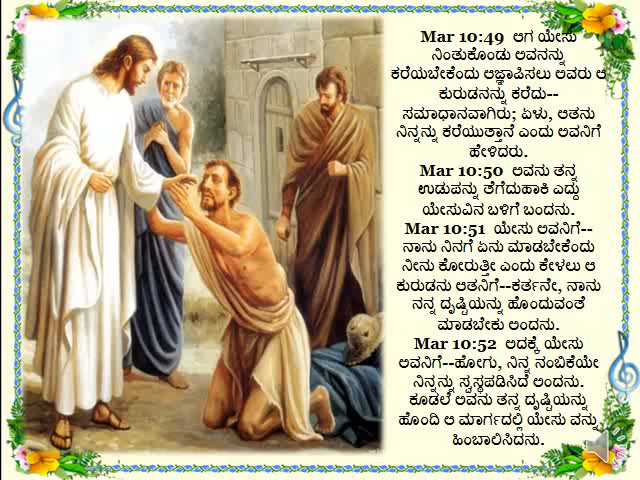 Mar 10:49 ಆಗ ಯೇಸು
ನಿಂತುಕೊಂಡು ಅವನನ್ನು
ಕರೆಯಬೇಕೆಂದು ಆಜ್ಞಾಪಿಸಲು ಅವರು ಆ
ಕುರುಡನನ್ನು ಕರೆದು--
ಸಮಾಧಾನವಾಗಿರು; ಏಳು, ಆತನು
ನಿನ್ನನ್ನು ಕರೆಯುತ್ತಾನೆ ಎಂದು ಅವನಿಗೆ
ಹೇಳಿದರು.
Mar 10:50 ಅವನು ತನ್ನ
ಉಡುಪನ್ನು ತೆಗೆದುಹಾಕಿ ಎದ್ದು
ಯೇಸುವಿನ ಬಳಿಗೆ ಬಂದನು.
Mar 10:51 ಯೇಸು ಅವನಿಗೆ--
ನಾನು ನಿನಗೆ ಏನು ಮಾಡಬೇಕೆಂದು
ನೀನು ಕೋರುತ್ತೀ ಎಂದು ಕೇಳಲು ಆ
ಕುರುಡನು ಆತನಿಗೆ--ಕರ್ತನೇ, ನಾನು
ನನ್ನ ದೃಷ್ಟಿಯನ್ನು ಹೊಂದುವಂತೆ
ಮಾಡಬೇಕು ಅಂದನು.
Mar 10:52 ಅದಕ್ಕೆ ಯೇಸು
ಅವನಿಗೆ--ಹೋಗು, ನಿನ್ನ ನಂಬಿಕೆಯೇ
ನಿನ್ನನ್ನು ಸ್ವಸ್ಥಪಡಿಸಿದೆ ಅಂದನು.
ಕೂಡಲೆ ಅವನು ತನ್ನ ದೃಷ್ಟಿಯನ್ನು
ಹೊಂದಿ ಆ ಮಾರ್ಗದಲ್ಲಿ ಯೇಸು ವನ್ನು
ಹಿಂಬಾಲಿಸಿದನು.